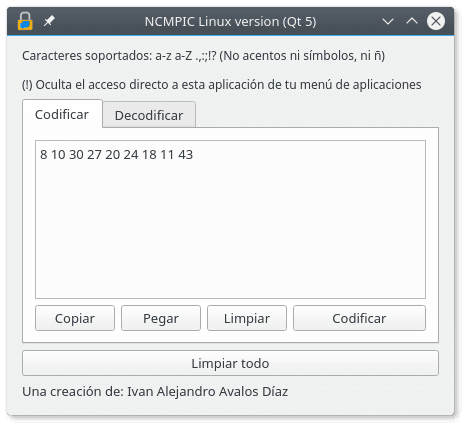 NCMPIC Linux version (Qt 5)
Caracteres soportados: a-z a-Z .,:;!? (No acentos ni símbolos, ni ñ)
(!) Oculta el acceso directo a esta aplicación de tu menú de aplicaciones
Codificar Decodificar
8 10 30 27 20 24 18 11 43
Copiar Pegar Limpiar Codificar
Limpiar todo
Una creación de: Ivan Alejandro Avalos Díaz